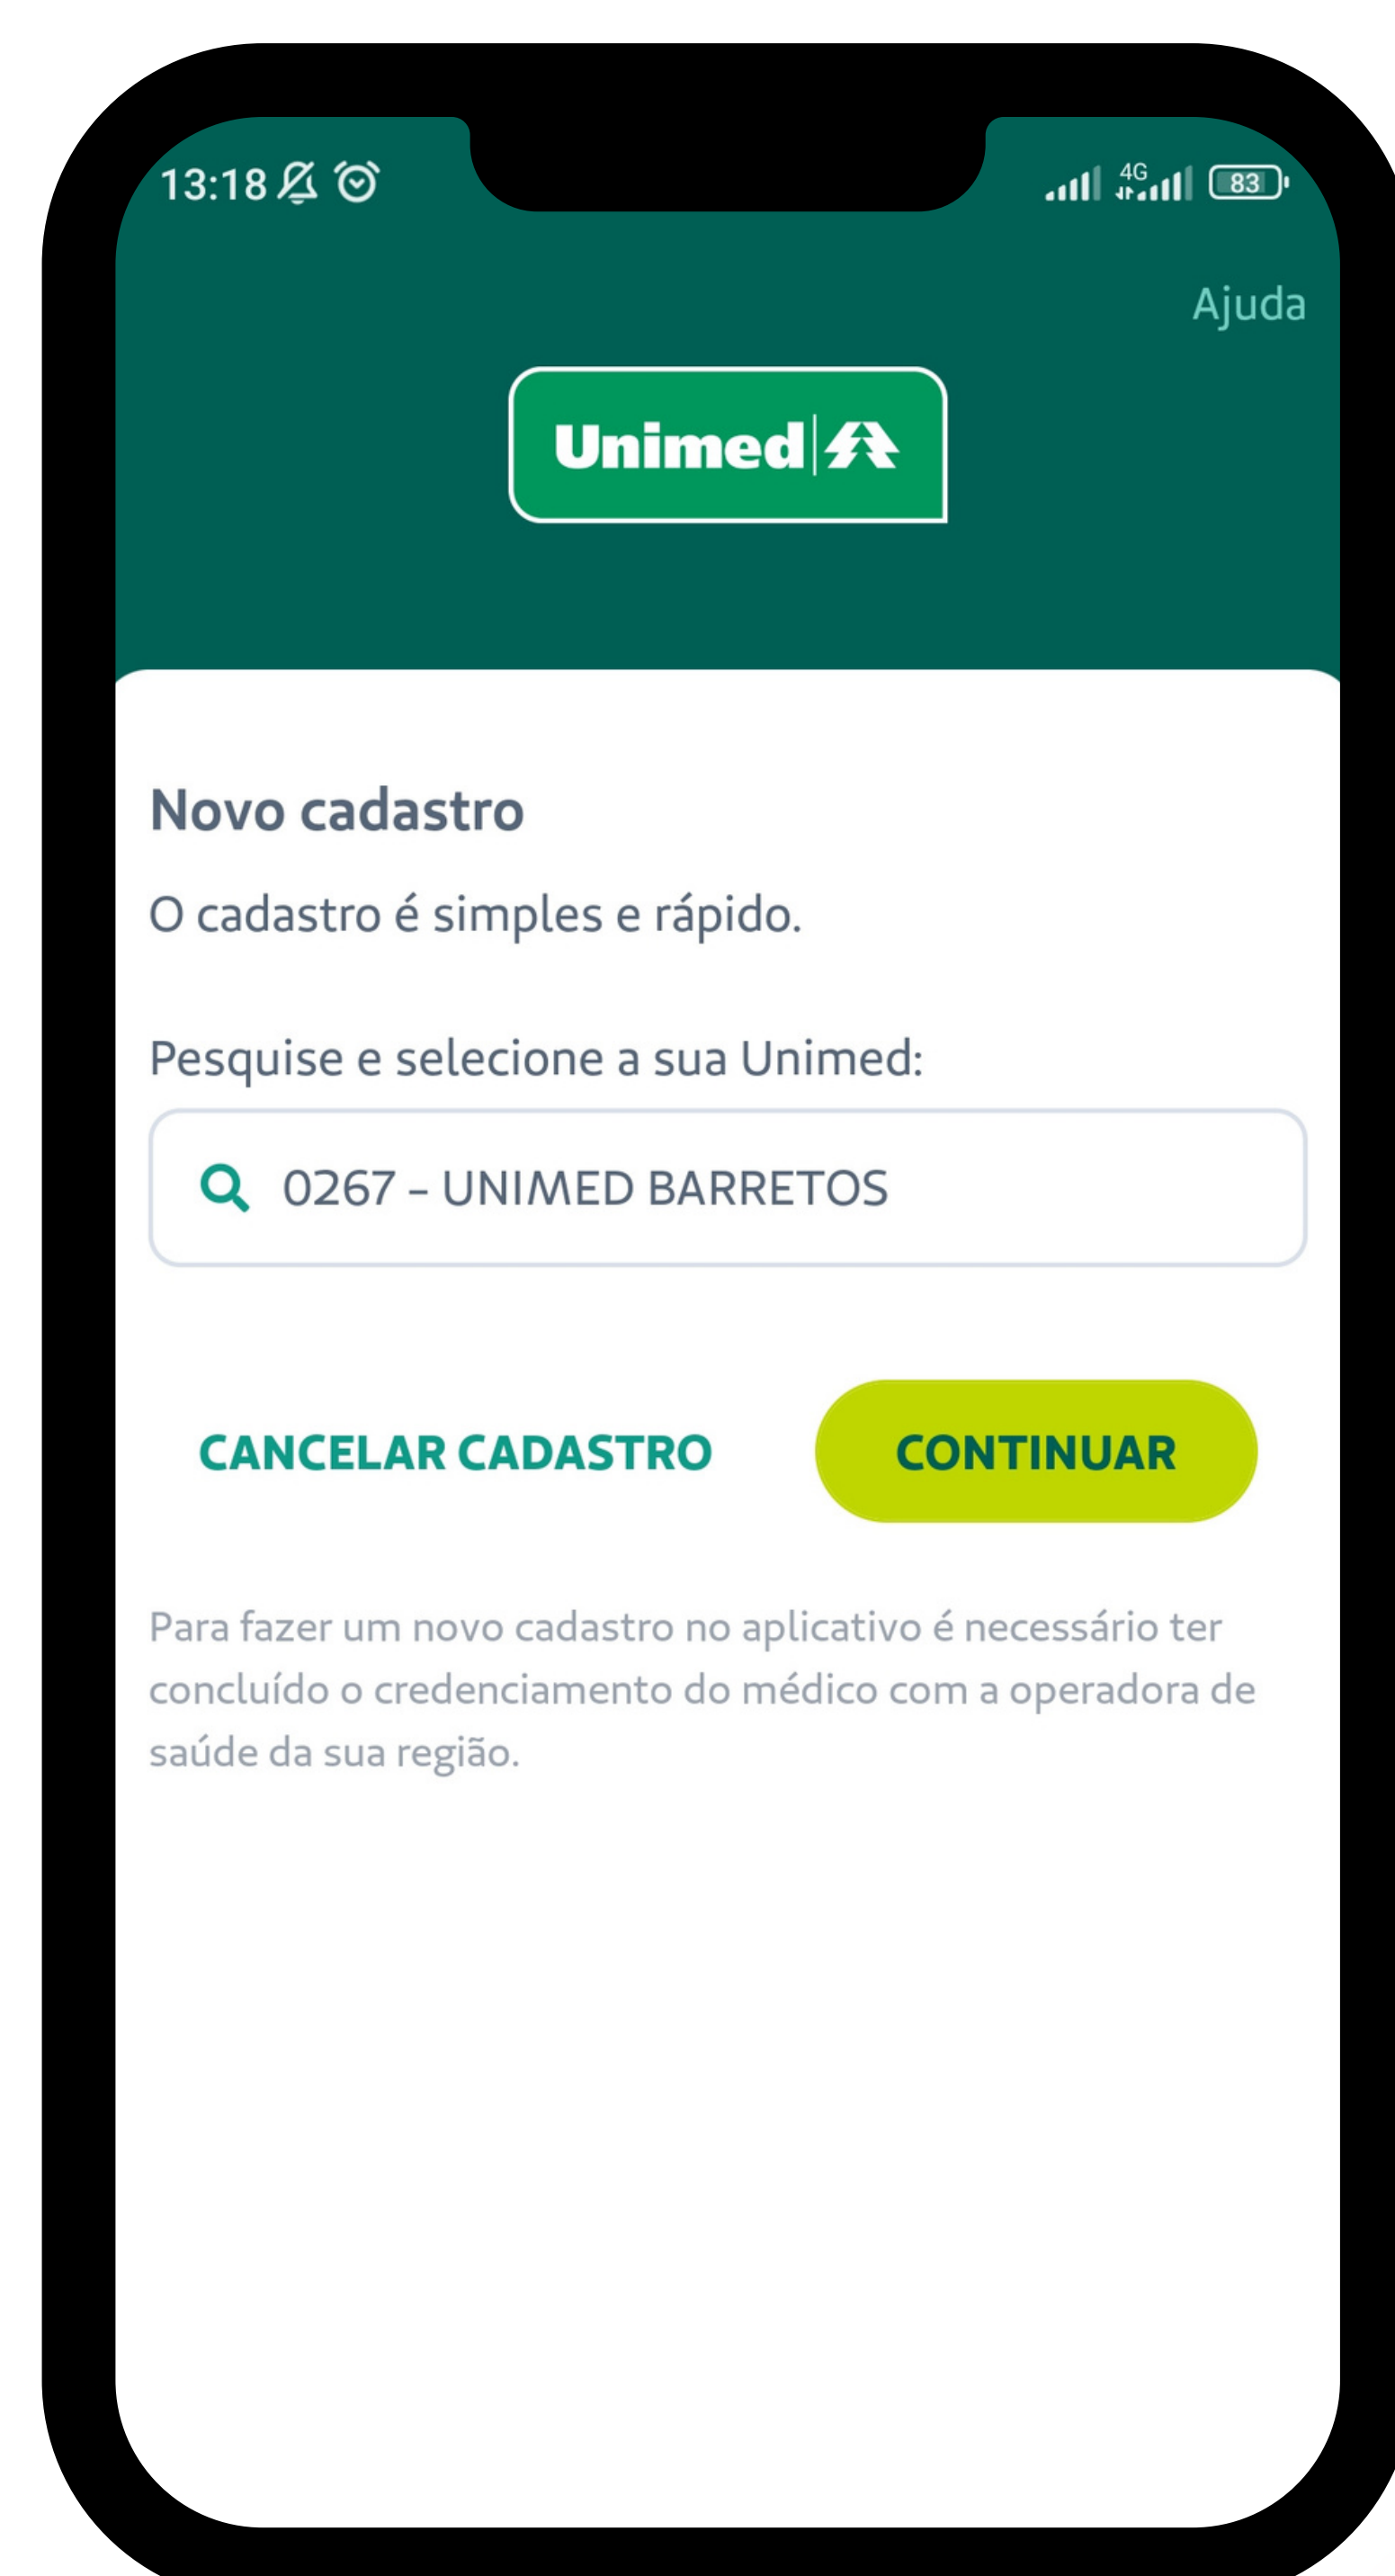 13:18
4G
83
Ajuda
Unimed
Novo cadastro
O cadastro é simples e rápido.
Pesquise e selecione a sua Unimed:
0267 - UNIMED BARRETOS
CANCELAR CADASTRO
CONTINUAR
Para fazer um novo cadastro no aplicativo é necessário ter
concluído o credenciamento do médico com a operadora de
saúde da sua região.